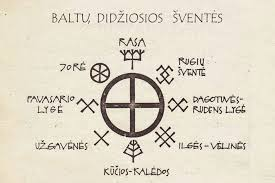 BALTŲ DIDŽIOSIOS ŠVENTĖS
RASA
JORĖ
RUGIŲ ŠVENTĖ
PAVASARIO LYGĖ
DAGOTUVĖS-RUDENS LYGĖ
UŽGAVĖNĖS
ILGĖS-VĖLINĖS
KŪČIOS-KALĖDOS